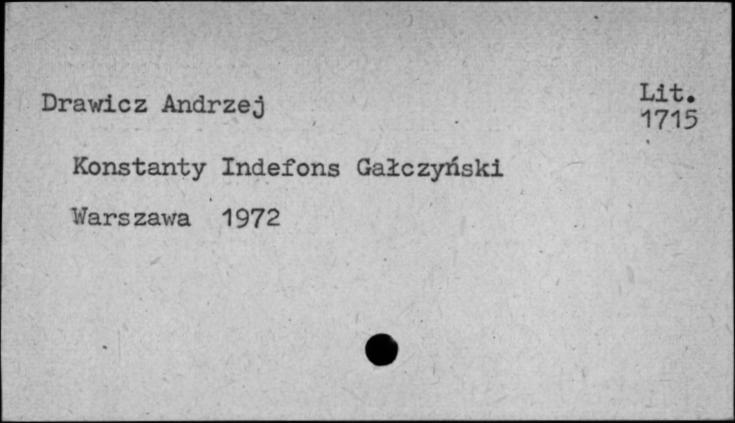 Drawicz Andrzej
Lit.
1715
Konstanty Indefons Gałczyński
Warszawa 1972